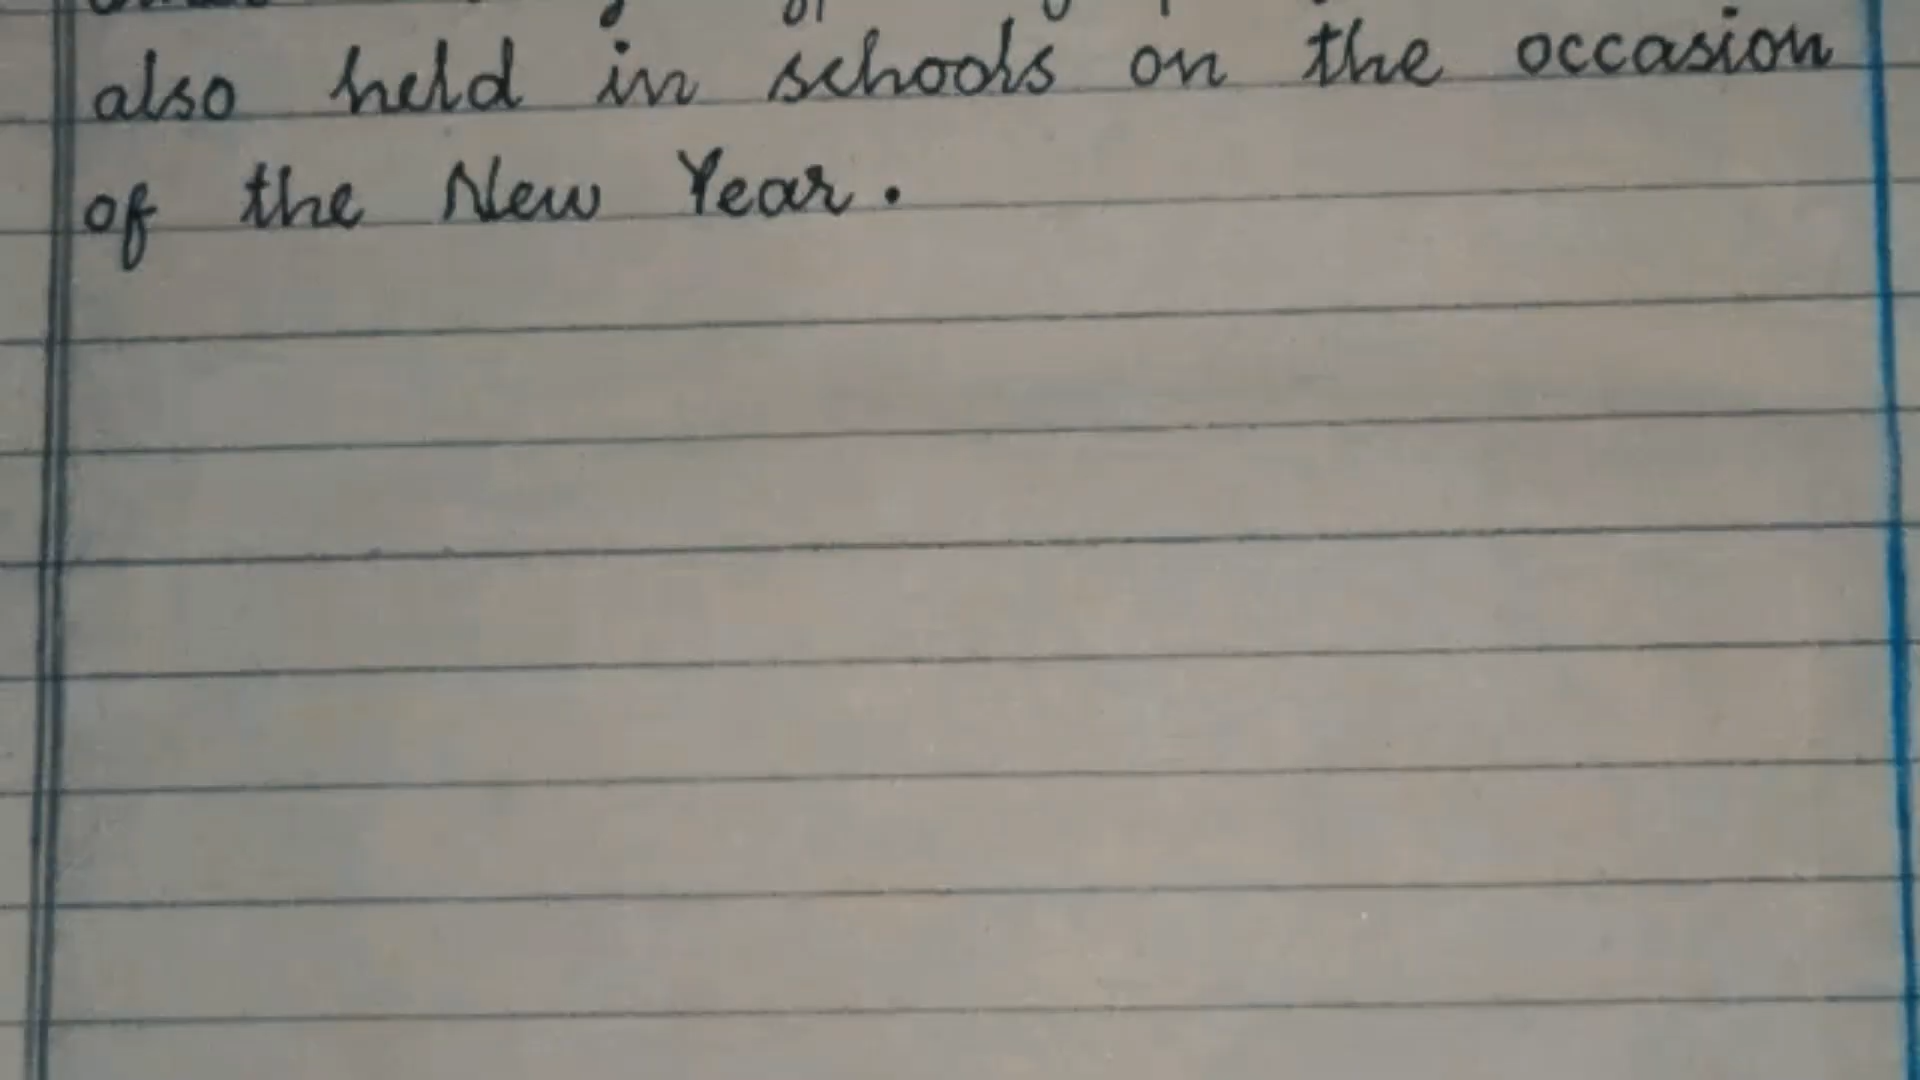 also held in schools on the occasion
of the New Year.